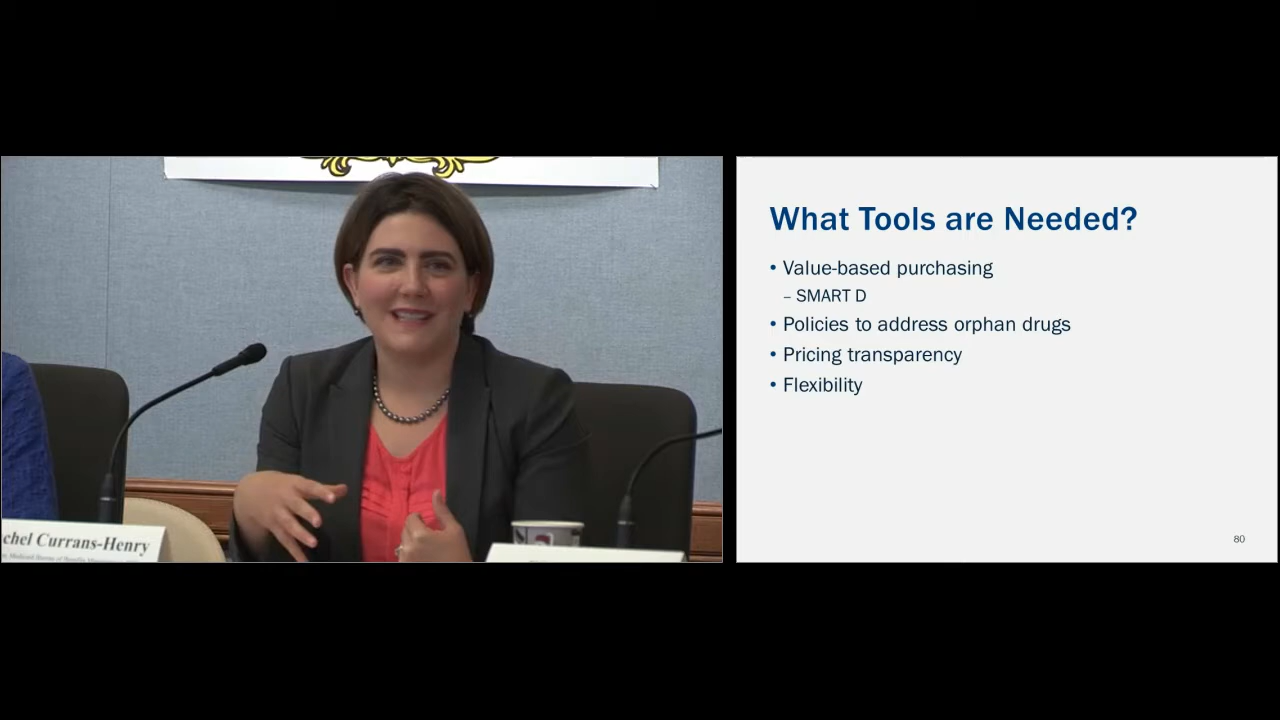 chel Currans-Henry
What Tools are Needed?
• Value-based purchasing
– SMART D
• Policies to address orphan drugs
• Pricing transparency
• Flexibility
80